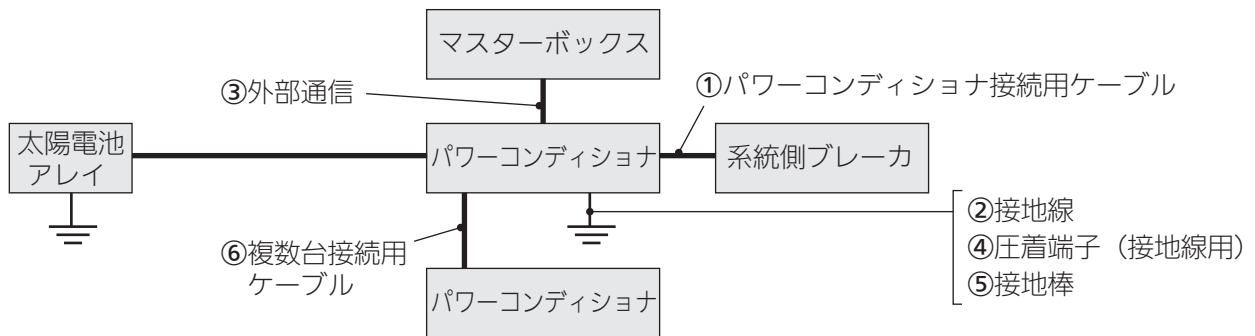 マスターボックス
③外部通信
①パワーコンディショナ接続用ケーブル
太陽電池
アレイ
パワーコンディショナ
系統側ブレーカ
②接地線
④圧着端子（接地線用）
⑤接地棒
⑥複数台接続用
ケーブル
パワーコンディショナ